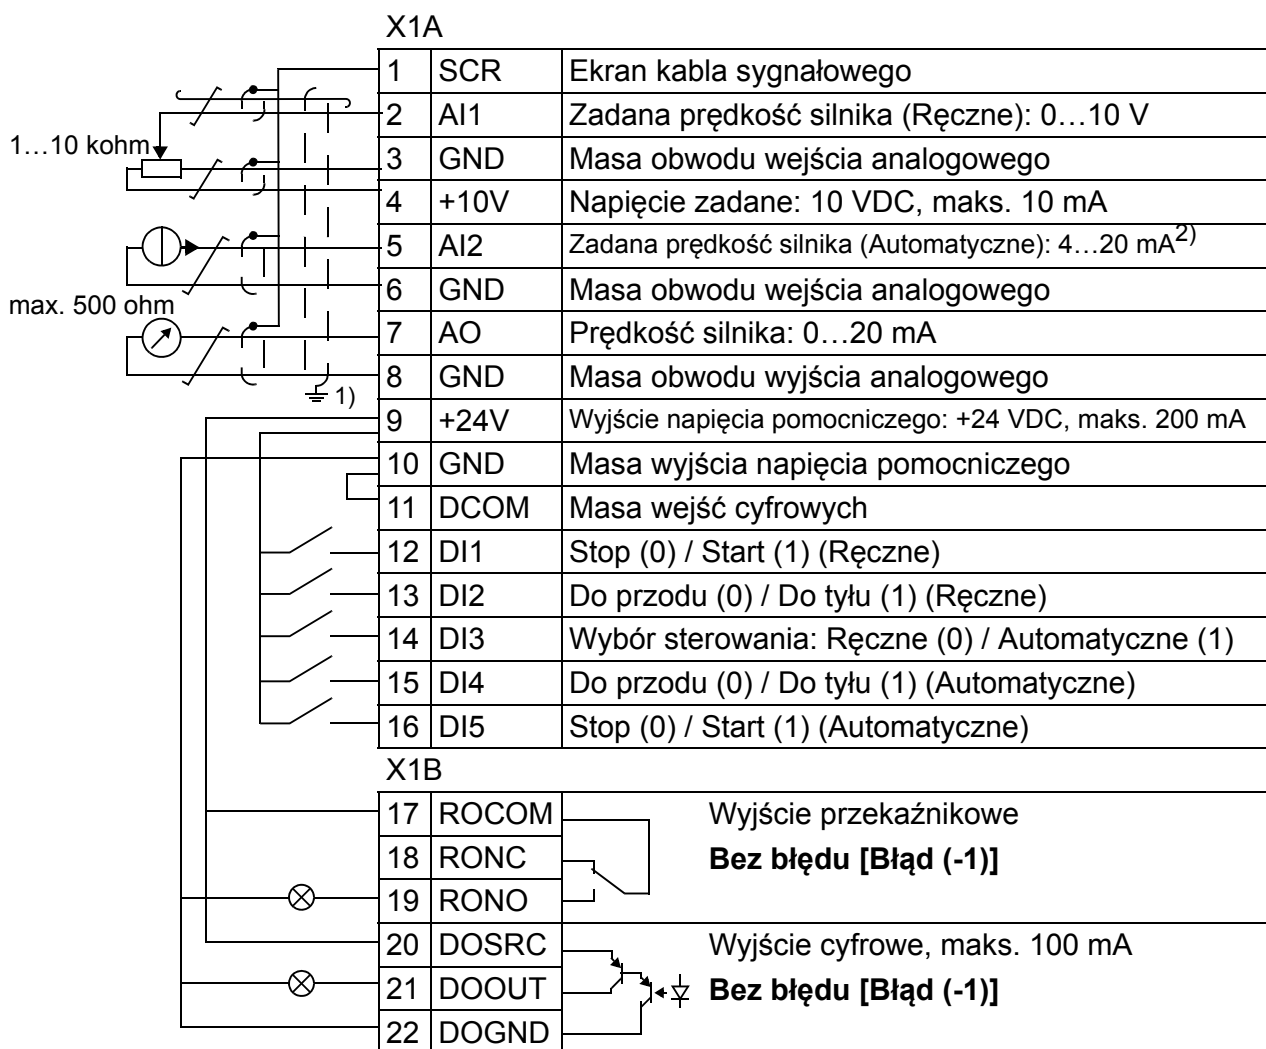 X1A
1 SCR Ekran kabla sygnałowego
2 AI1 Zadana prędkość silnika (Ręczne): 0…10 V
1…10 kohm
3 GND Masa obwodu wejścia analogowego
4 +10V Napięcie zadane: 10 VDC, maks. 10 mA
5 AI2 Zadana prędkość silnika (Automatyczne): 4…20 mA2)
6 GND Masa obwodu wejścia analogowego
max. 500 ohm
7 AO Prędkość silnika: 0…20 mA
8 GND Masa obwodu wyjścia analogowego
1)
9 +24V Wyjście napięcia pomocniczego: +24 VDC, maks. 200 mA
10 GND Masa wyjścia napięcia pomocniczego
11 DCOM Masa wejść cyfrowych
12 DI1 Stop (0) / Start (1) (Ręczne)
13 DI2 Do przodu (0) / Do tyłu (1) (Ręczne)
14 DI3 Wybór sterowania: Ręczne (0) / Automatyczne (1)
15 DI4 Do przodu (0) / Do tyłu (1) (Automatyczne)
16 DI5 Stop (0) / Start (1) (Automatyczne)
X1B
17 ROCOM Wyjście przekaźnikowe
18 RONC Bez błędu [Błąd (-1)]
19 RONO
20 DOSRC Wyjście cyfrowe, maks. 100 mA
21 DOOUT Bez błędu [Błąd (-1)]
22 DOGND